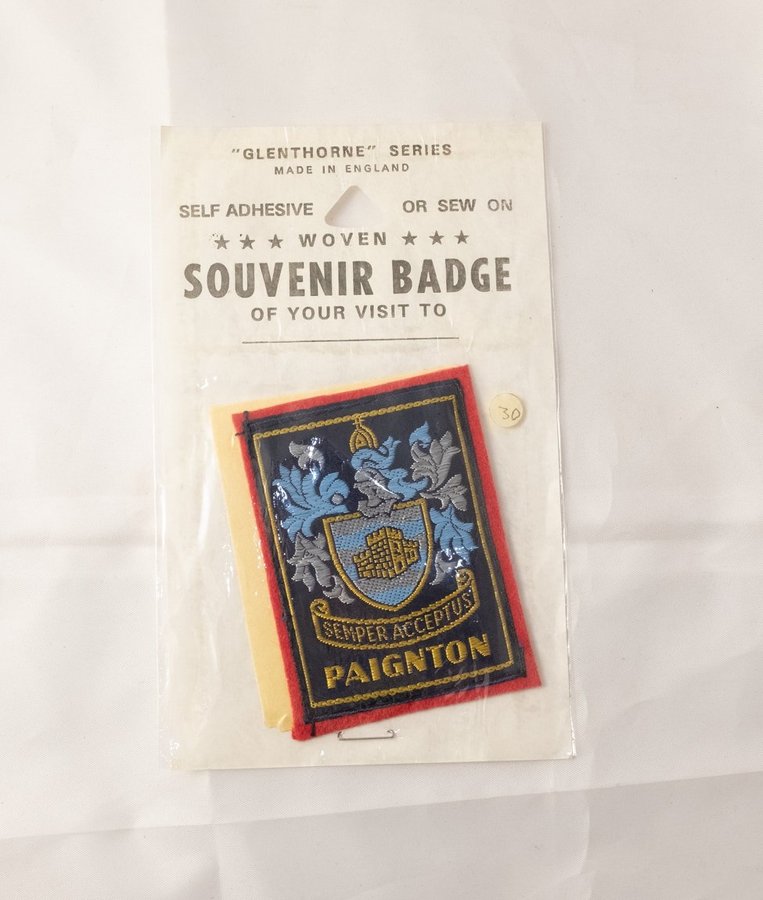 "GLENTHORNE" SERIES
MADE IN ENGLAND
SELF ADHESIVE OR SEW ON
★ ★ ★ WOVEN ★ ★ ★
SOUVENIR BADGE
OF YOUR VISIT TO
30
SEMPER ACCEPTUS
PAIGNTON